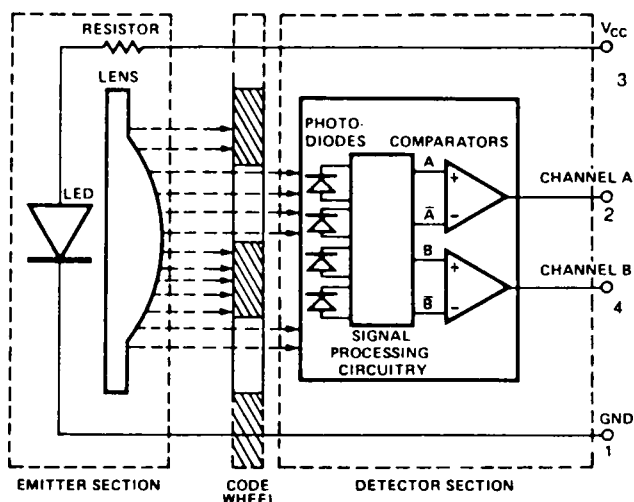 RESISTOR
LENS
LED
VCC
3
PHOTO-
DIODES
COMPARATORS
A
+
CHANNEL A
2
A̅
−
B
+
CHANNEL B
4
B̅
−
SIGNAL
PROCESSING
CIRCUITRY
GND
1
EMITTER SECTION
CODE
WHEEL
DETECTOR SECTION